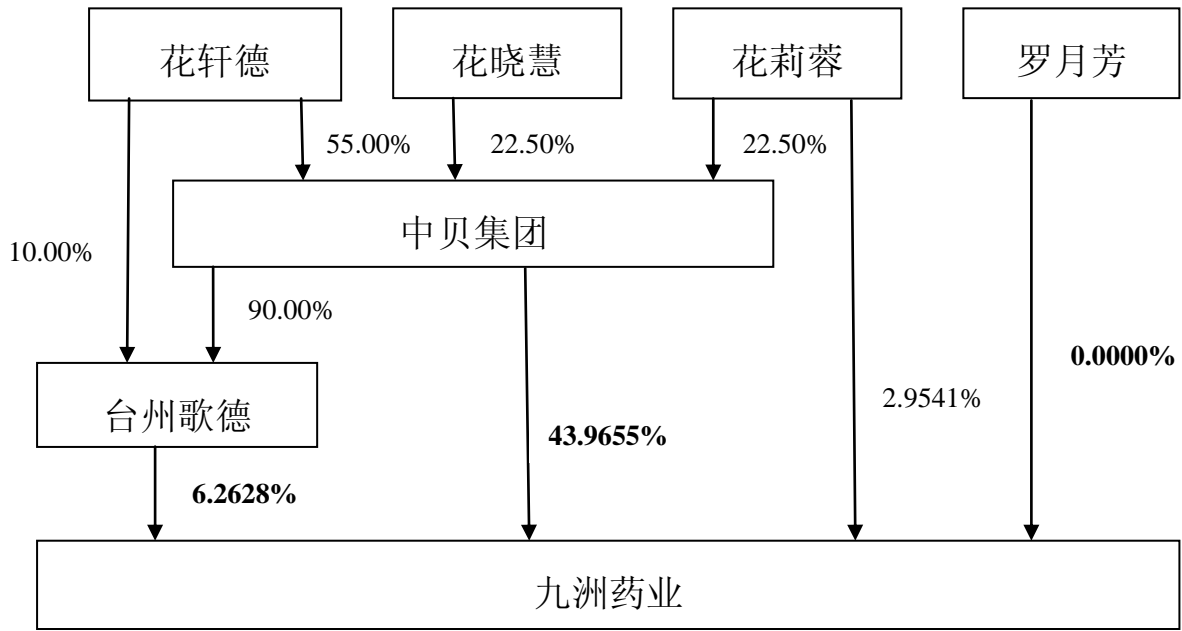 花轩德
花晓慧
花莉蓉
罗月芳
55.00%
22.50%
22.50%
中贝集团
10.00%
90.00%
0.0000%
台州歌德
2.9541%
43.9655%
6.2628%
九洲药业